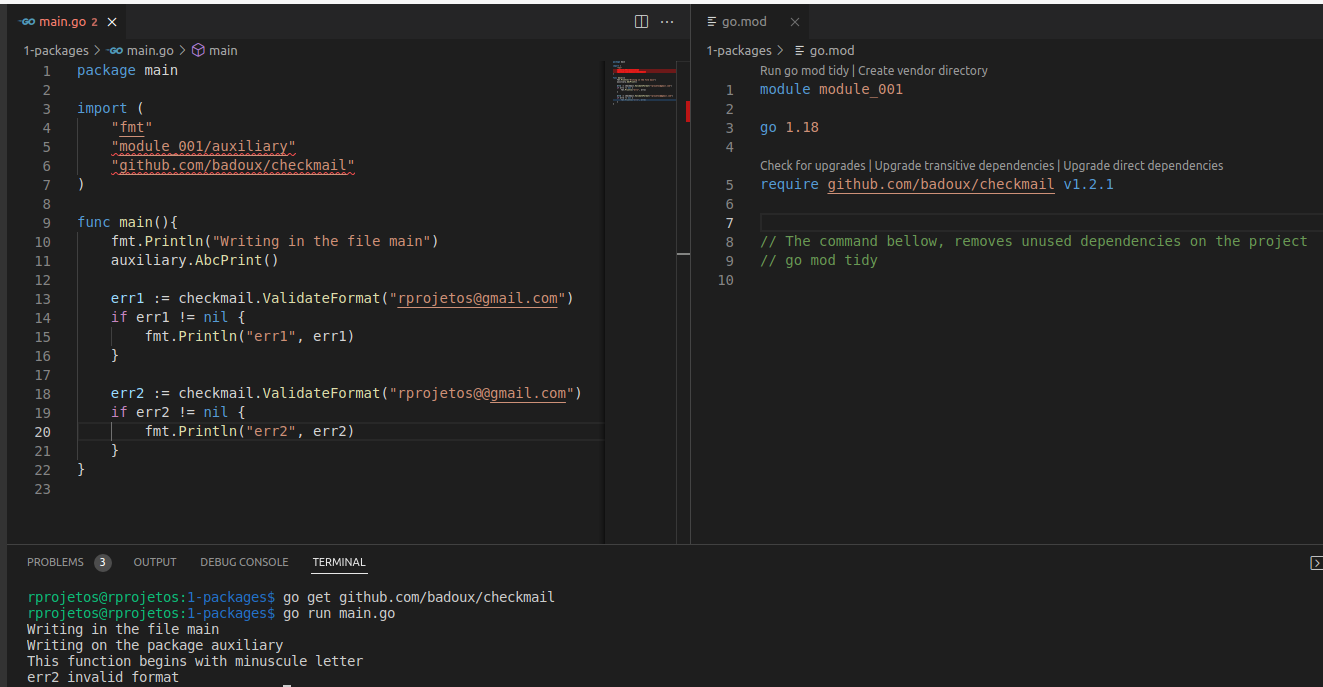 GO main.go 2
1-packages > GO main.go > main
1 package main
2
3 import (
4 "fmt"
5 "module_001/auxiliary"
6 "github.com/badoux/checkmail"
7 )
8
9 func main(){
10 fmt.Println("Writing in the file main")
11 auxiliary.AbcPrint()
12
13 err1 := checkmail.ValidateFormat("rprojetos@gmail.com")
14 if err1 != nil {
15 fmt.Println("err1", err1)
16 }
17
18 err2 := checkmail.ValidateFormat("rprojetos@@gmail.com")
19 if err2 != nil {
20 fmt.Println("err2", err2)
21 }
22 }
23
go.mod
1-packages > go.mod
Run go mod tidy | Create vendor directory
1 module module_001
2
3 go 1.18
4
Check for upgrades | Upgrade transitive dependencies | Upgrade direct dependencies
5 require github.com/badoux/checkmail v1.2.1
6
7
8 // The command bellow, removes unused dependencies on the project
9 // go mod tidy
10
PROBLEMS 3 OUTPUT DEBUG CONSOLE TERMINAL
rprojetos@rprojetos:1-packages$ go get github.com/badoux/checkmail
rprojetos@rprojetos:1-packages$ go run main.go
Writing in the file main
Writing on the package auxiliary
This function begins with minuscule letter
err2 invalid format